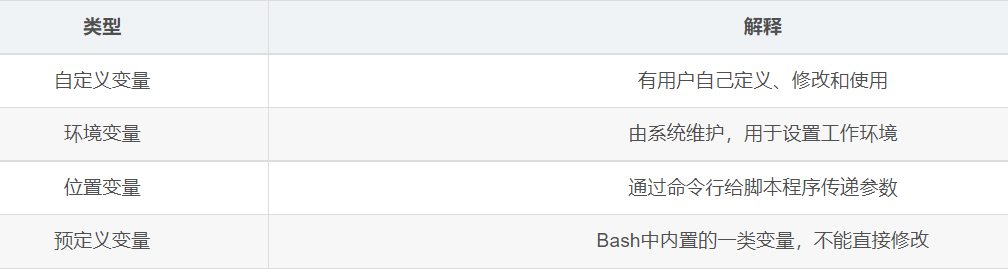 类型 解释
自定义变量 有用户自己定义、修改和使用
环境变量 由系统维护，用于设置工作环境
位置变量 通过命令行给脚本程序传递参数
预定义变量 Bash中内置的一类变量，不能直接修改